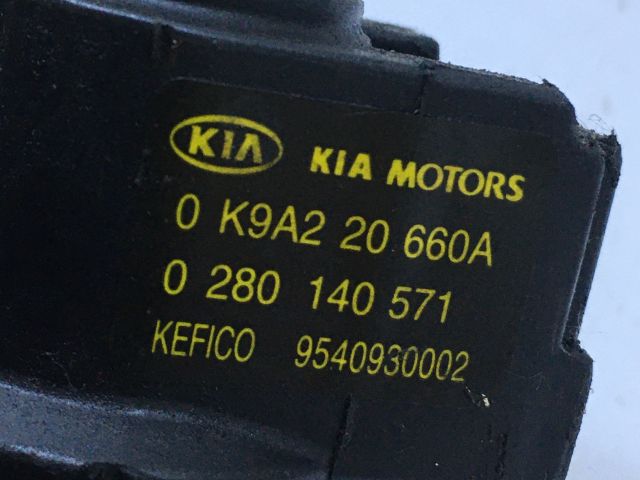 KIA KIA MOTORS
0 K9A2 20 660A
0 280 140 571
KEFICO 9540930002